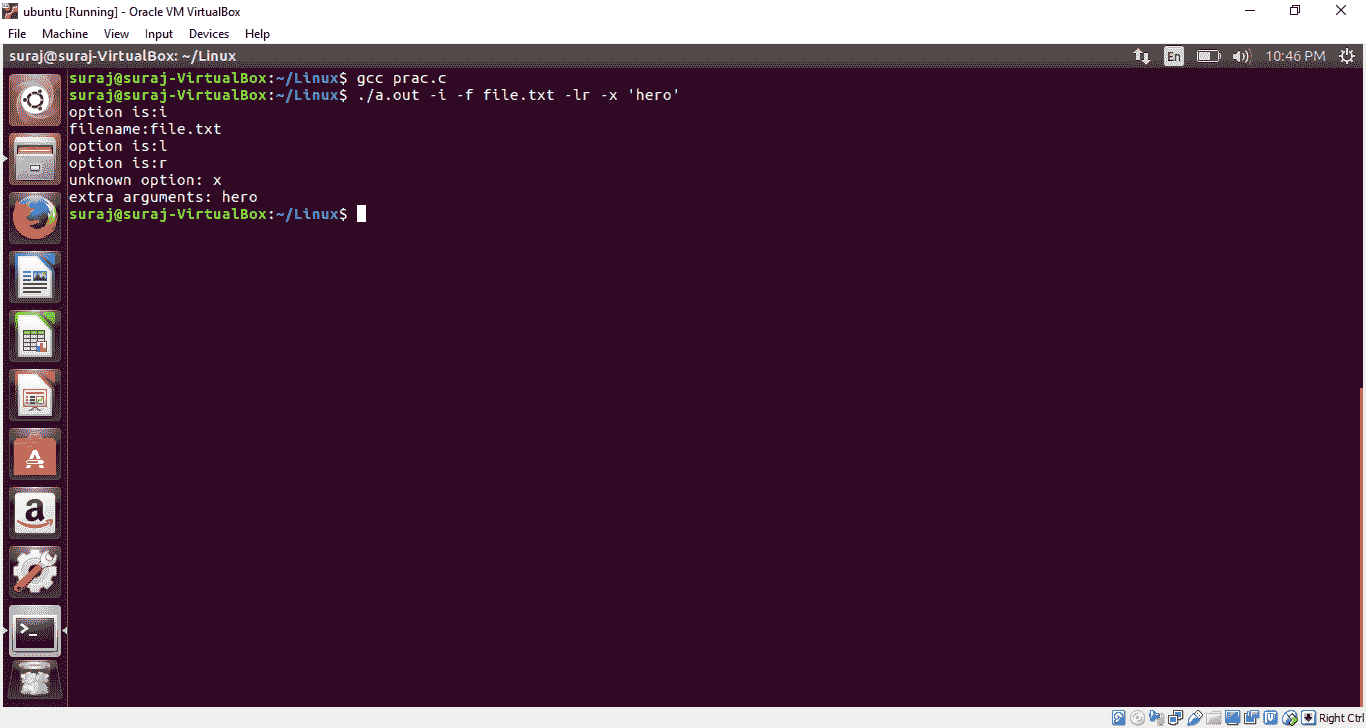 ubuntu [Running] - Oracle VM VirtualBox
File Machine View Input Devices Help
suraj@suraj-VirtualBox: ~/Linux En 10:46 PM
suraj@suraj-VirtualBox:~/Linux$ gcc prac.c
suraj@suraj-VirtualBox:~/Linux$ ./a.out -i -f file.txt -lr -x 'hero'
option is:i
filename:file.txt
option is:l
option is:r
unknown option: x
extra arguments: hero
suraj@suraj-VirtualBox:~/Linux$
Right Ctrl